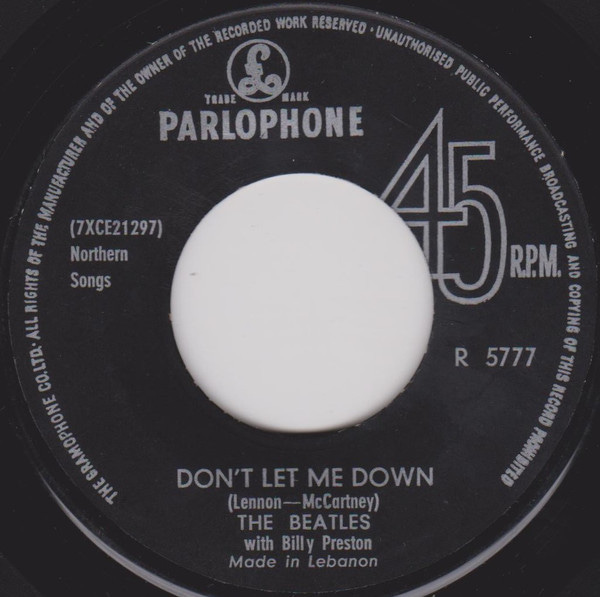 THE GRAMOPHONE CO.LTD. ALL RIGHTS OF THE MANUFACTURER AND OF THE OWNER OF THE RECORDED WORK RESERVED · UNAUTHORISED PUBLIC PERFORMANCE BROADCASTING AND COPYING OF THIS RECORD PROHIBITED
£
TRADE MARK
PARLOPHONE
45
R.P.M.
(7XCE21297)
Northern
Songs
R 5777
DON'T LET ME DOWN
(Lennon—McCartney)
THE BEATLES
with Billy Preston
Made in Lebanon